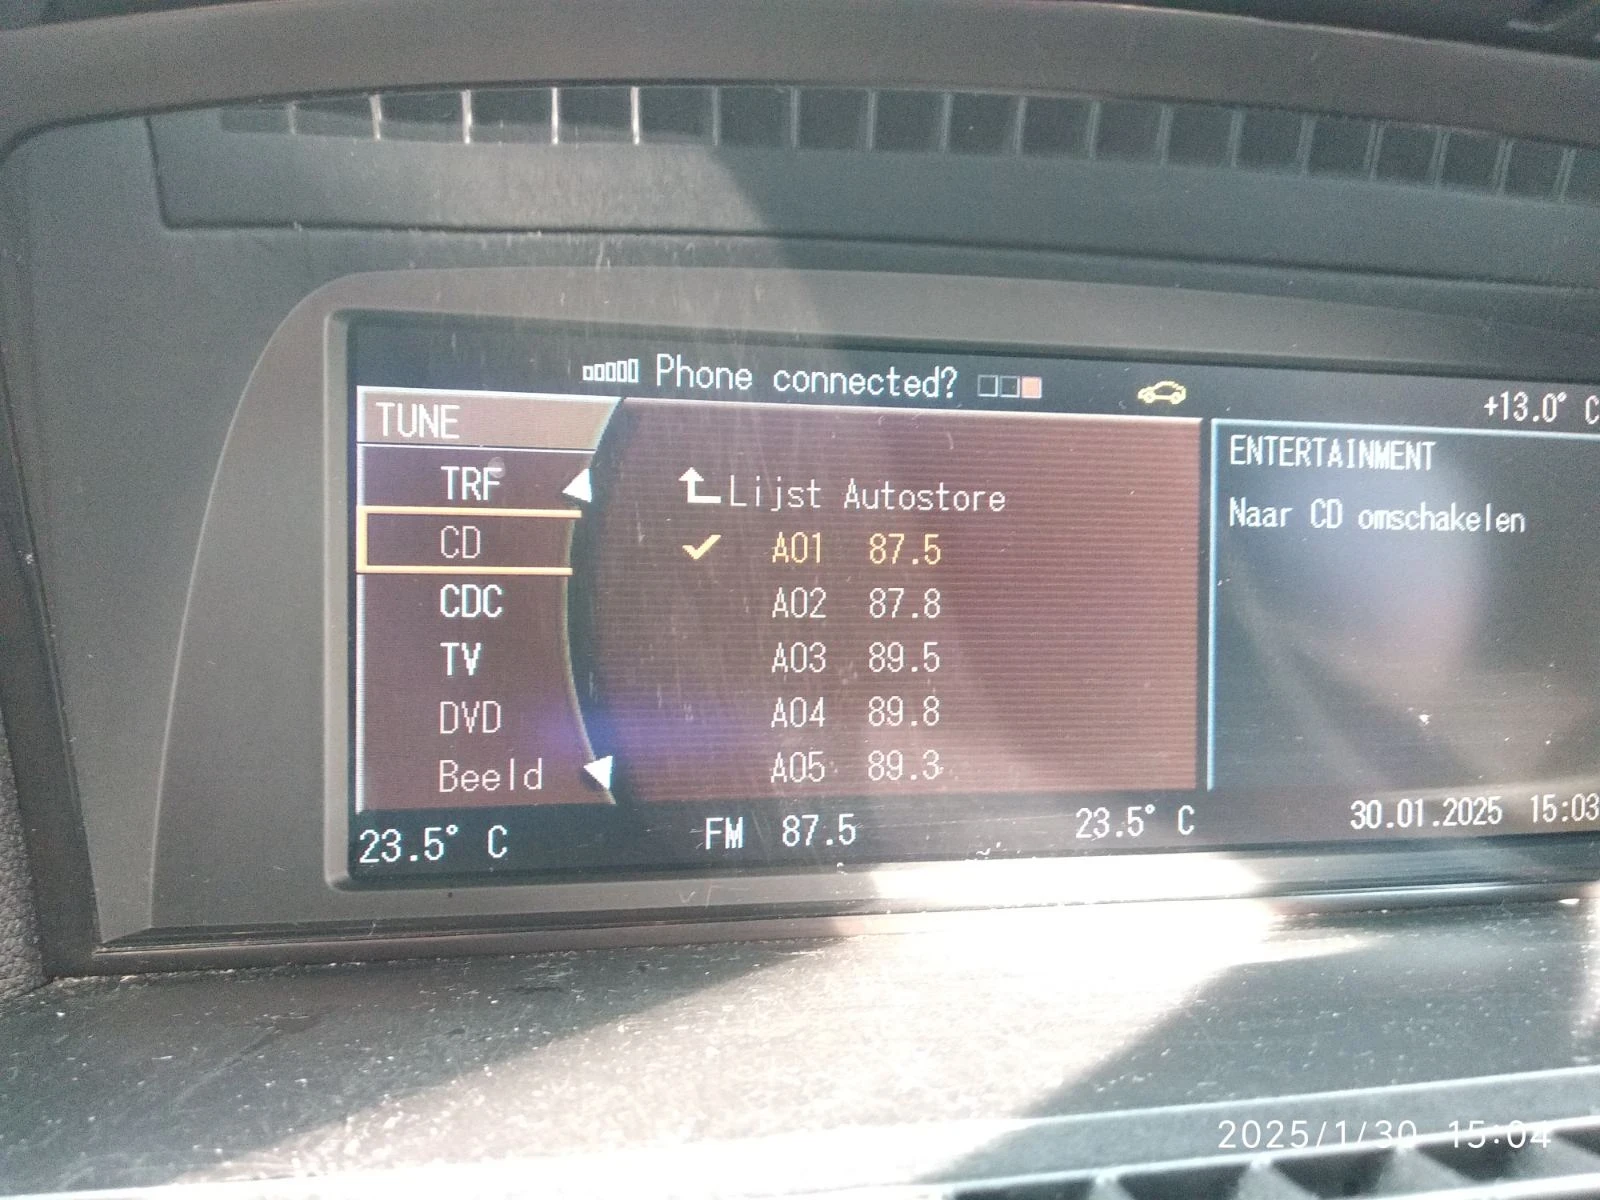 Phone connected?
+13.0° C
TUNE
TRF
CD
CDC
TV
DVD
Beeld
Lijst Autostore
A01 87.5
A02 87.8
A03 89.5
A04 89.8
A05 89.3
ENTERTAINMENT
Naar CD omschakelen
23.5° C
FM 87.5
23.5° C
30.01.2025 15:03
2025/1/30 15:04